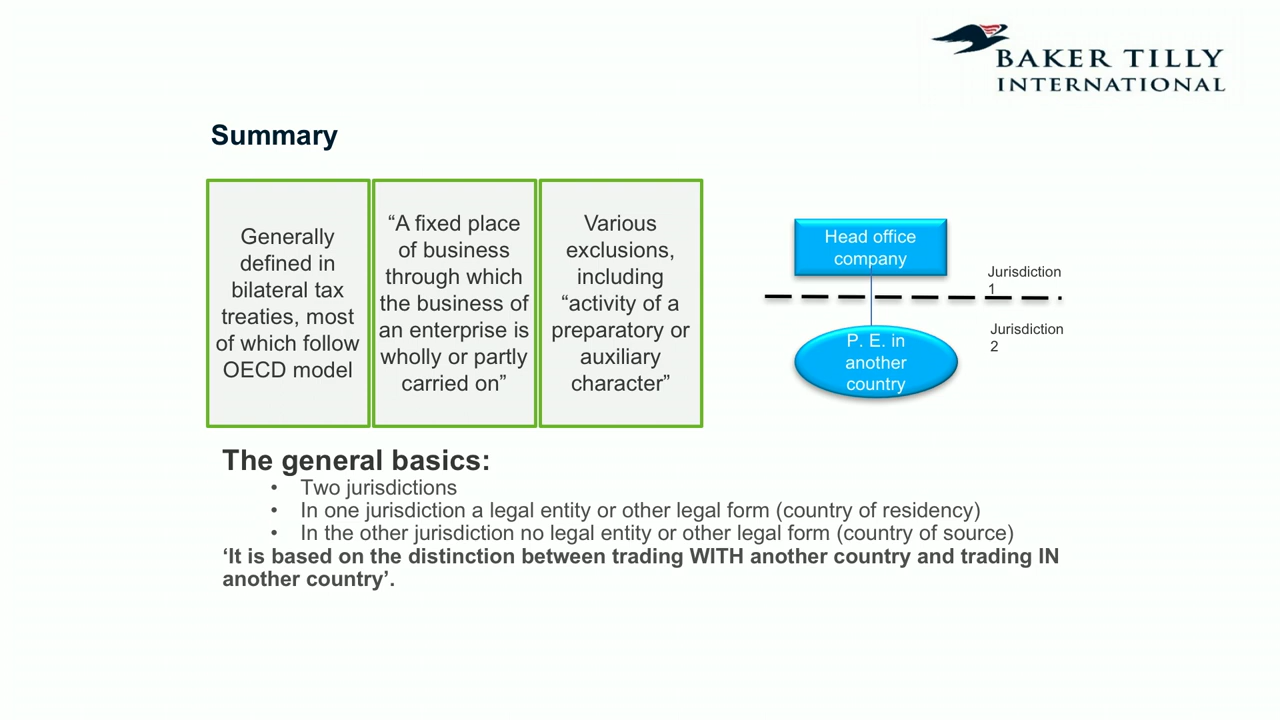 BAKER TILLY
INTERNATIONAL
Summary
Generally
defined in
bilateral tax
treaties, most
of which follow
OECD model
“A fixed place
of business
through which
the business of
an enterprise is
wholly or partly
carried on”
Various
exclusions,
including
“activity of a
preparatory or
auxiliary
character”
Head office
company
Jurisdiction
1
Jurisdiction
2
P. E. in
another
country
The general basics:
• Two jurisdictions
• In one jurisdiction a legal entity or other legal form (country of residency)
• In the other jurisdiction no legal entity or other legal form (country of source)
‘It is based on the distinction between trading WITH another country and trading IN
another country’.